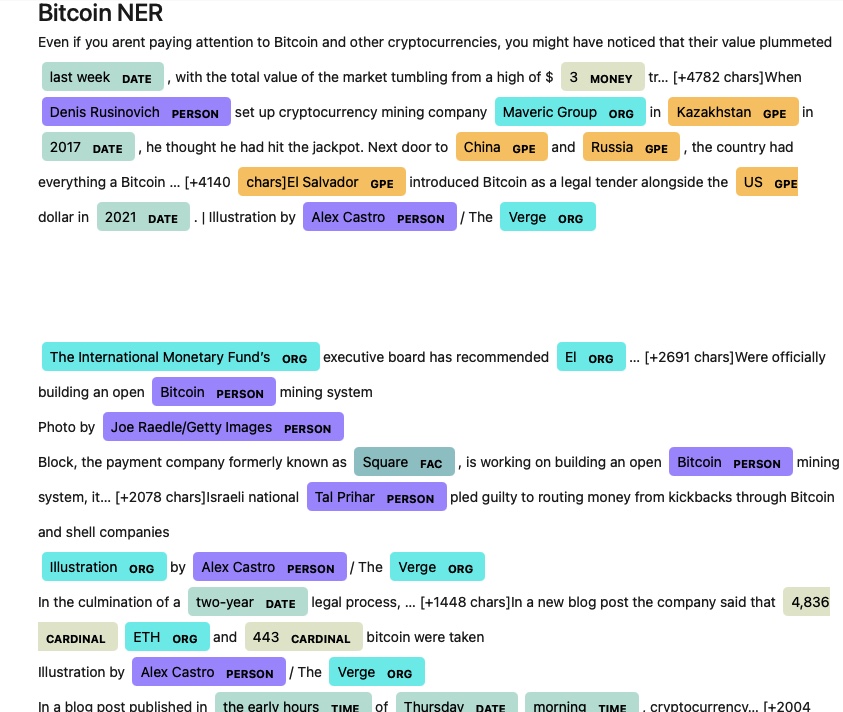 Bitcoin NER
Even if you arent paying attention to Bitcoin and other cryptocurrencies, you might have noticed that their value plummeted
last week DATE , with the total value of the market tumbling from a high of $ 3 MONEY tr... [+4782 chars]When
Denis Rusinovich PERSON set up cryptocurrency mining company Maveric Group ORG in Kazakhstan GPE in
2017 DATE , he thought he had hit the jackpot. Next door to China GPE and Russia GPE , the country had
everything a Bitcoin ... [+4140 chars]El Salvador GPE introduced Bitcoin as a legal tender alongside the US GPE
dollar in 2021 DATE . | Illustration by Alex Castro PERSON / The Verge ORG
The International Monetary Fund's ORG executive board has recommended El ORG ... [+2691 chars]Were officially
building an open Bitcoin PERSON mining system
Photo by Joe Raedle/Getty Images PERSON
Block, the payment company formerly known as Square FAC , is working on building an open Bitcoin PERSON mining
system, it... [+2078 chars]Israeli national Tal Prihar PERSON pled guilty to routing money from kickbacks through Bitcoin
and shell companies
Illustration ORG by Alex Castro PERSON / The Verge ORG
In the culmination of a two-year DATE legal process, ... [+1448 chars]In a new blog post the company said that 4,836
CARDINAL ETH ORG and 443 CARDINAL bitcoin were taken
Illustration by Alex Castro PERSON / The Verge ORG
In a blog post published in the early hours TIME of Thursday DATE morning TIME , cryptocurrency... [+2004